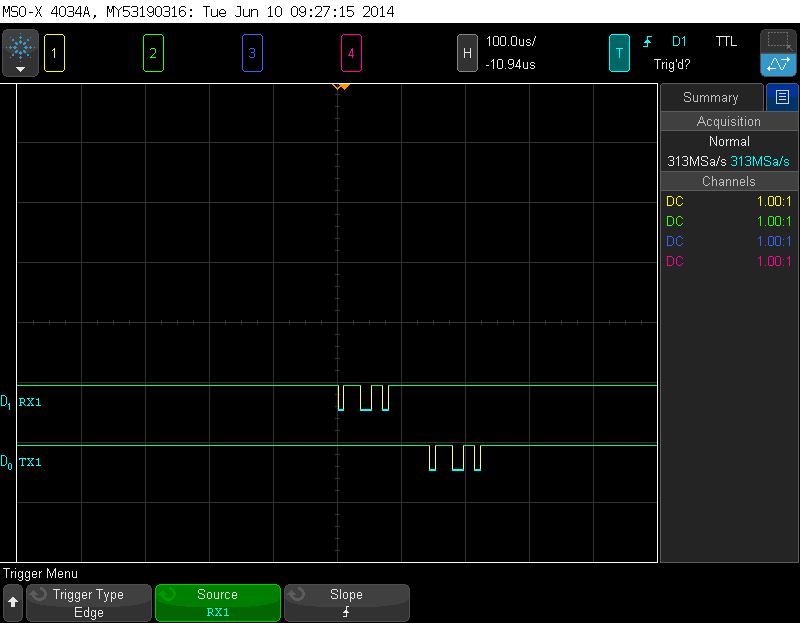 MSO-X 4034A, MY53190316: Tue Jun 10 09:27:15 2014
1 2 3 4 H 100.0us/ T D1 TTL
-10.94us Trig'd?
Summary
Acquisition
Normal
313MSa/s 313MSa/s
Channels
DC 1.00:1
DC 1.00:1
DC 1.00:1
DC 1.00:1
D1 RX1
D0 TX1
Trigger Menu
Trigger Type Source Slope
Edge RX1